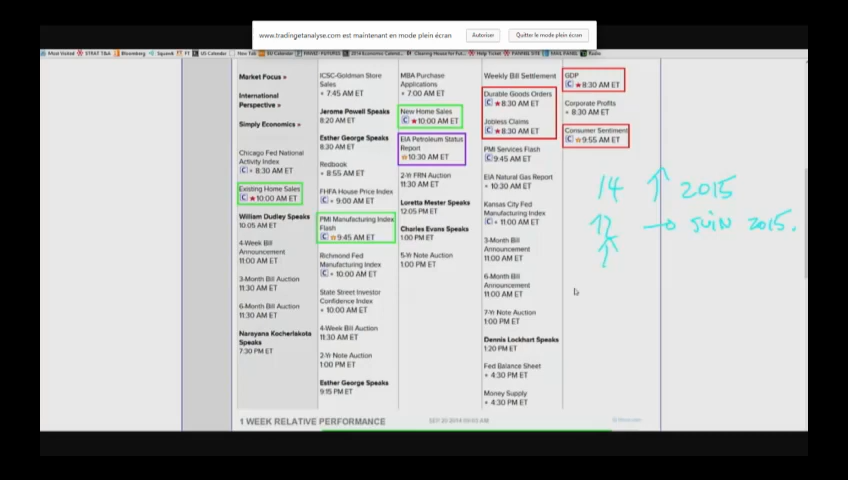 www.tradingetanalyse.com est maintenant en mode plein écran
Autoriser
Quitter le mode plein écran
Most Visited STRAT T&A Bloomberg Squawk FT US Calendar New Tab
Market Focus »
International
Perspective »
Simply Economics »
Chicago Fed National
Activity Index
8:30 AM ET
Existing Home Sales
10:00 AM ET
William Dudley Speaks
10:05 AM ET
4-Week Bill
Announcement
11:00 AM ET
3-Month Bill Auction
11:30 AM ET
6-Month Bill Auction
11:30 AM ET
Narayana Kocherlakota
Speaks
7:30 PM ET
ICSC-Goldman Store
Sales
7:45 AM ET
Jerome Powell Speaks
8:20 AM ET
Esther George Speaks
8:30 AM ET
Redbook
8:55 AM ET
FHFA House Price Index
9:00 AM ET
PMI Manufacturing Index
Flash
9:45 AM ET
Richmond Fed
Manufacturing Index
10:00 AM ET
State Street Investor
Confidence Index
10:00 AM ET
4-Week Bill Auction
11:30 AM ET
2-Yr Note Auction
1:00 PM ET
Esther George Speaks
9:15 PM ET
MBA Purchase
Applications
7:00 AM ET
New Home Sales
10:00 AM ET
EIA Petroleum Status
Report
10:30 AM ET
2-Yr FRN Auction
11:30 AM ET
Loretta Mester Speaks
12:05 PM ET
Charles Evans Speaks
1:00 PM ET
5-Yr Note Auction
1:00 PM ET
Weekly Bill Settlement
Durable Goods Orders
8:30 AM ET
Jobless Claims
8:30 AM ET
PMI Services Flash
9:45 AM ET
EIA Natural Gas Report
10:30 AM ET
Kansas City Fed
Manufacturing Index
11:00 AM ET
3-Month Bill
Announcement
11:00 AM ET
6-Month Bill
Announcement
11:00 AM ET
7-Yr Note Auction
1:00 PM ET
Dennis Lockhart Speaks
1:20 PM ET
Fed Balance Sheet
4:30 PM ET
Money Supply
4:30 PM ET
GDP
8:30 AM ET
Corporate Profits
8:30 AM ET
Consumer Sentiment
9:55 AM ET
14 ↑ 2015
12 → Juin 2015.
1 WEEK RELATIVE PERFORMANCE